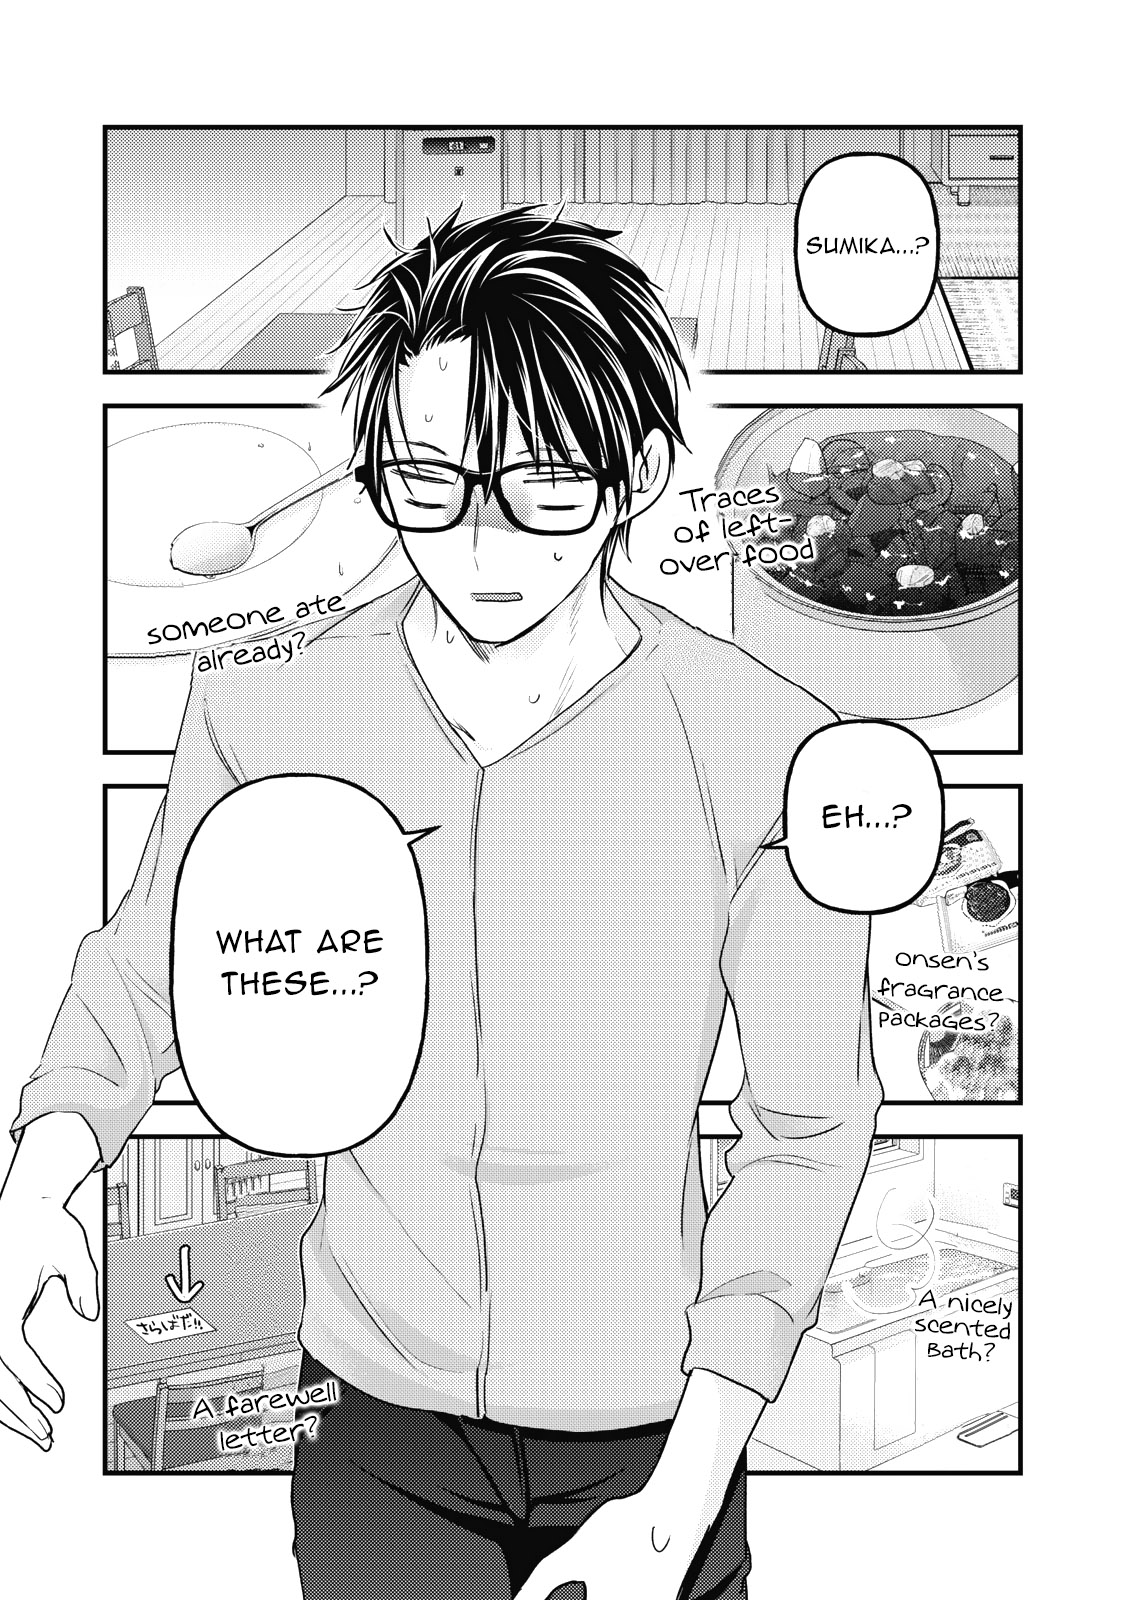 SUMIKA...?
Traces
of left-
over food
someone ate
already?
EH...?
WHAT ARE
THESE...?
Onsen's
fragrance
packages?
A nicely
scented
Bath?
さらばだ!!
A farewell
letter?